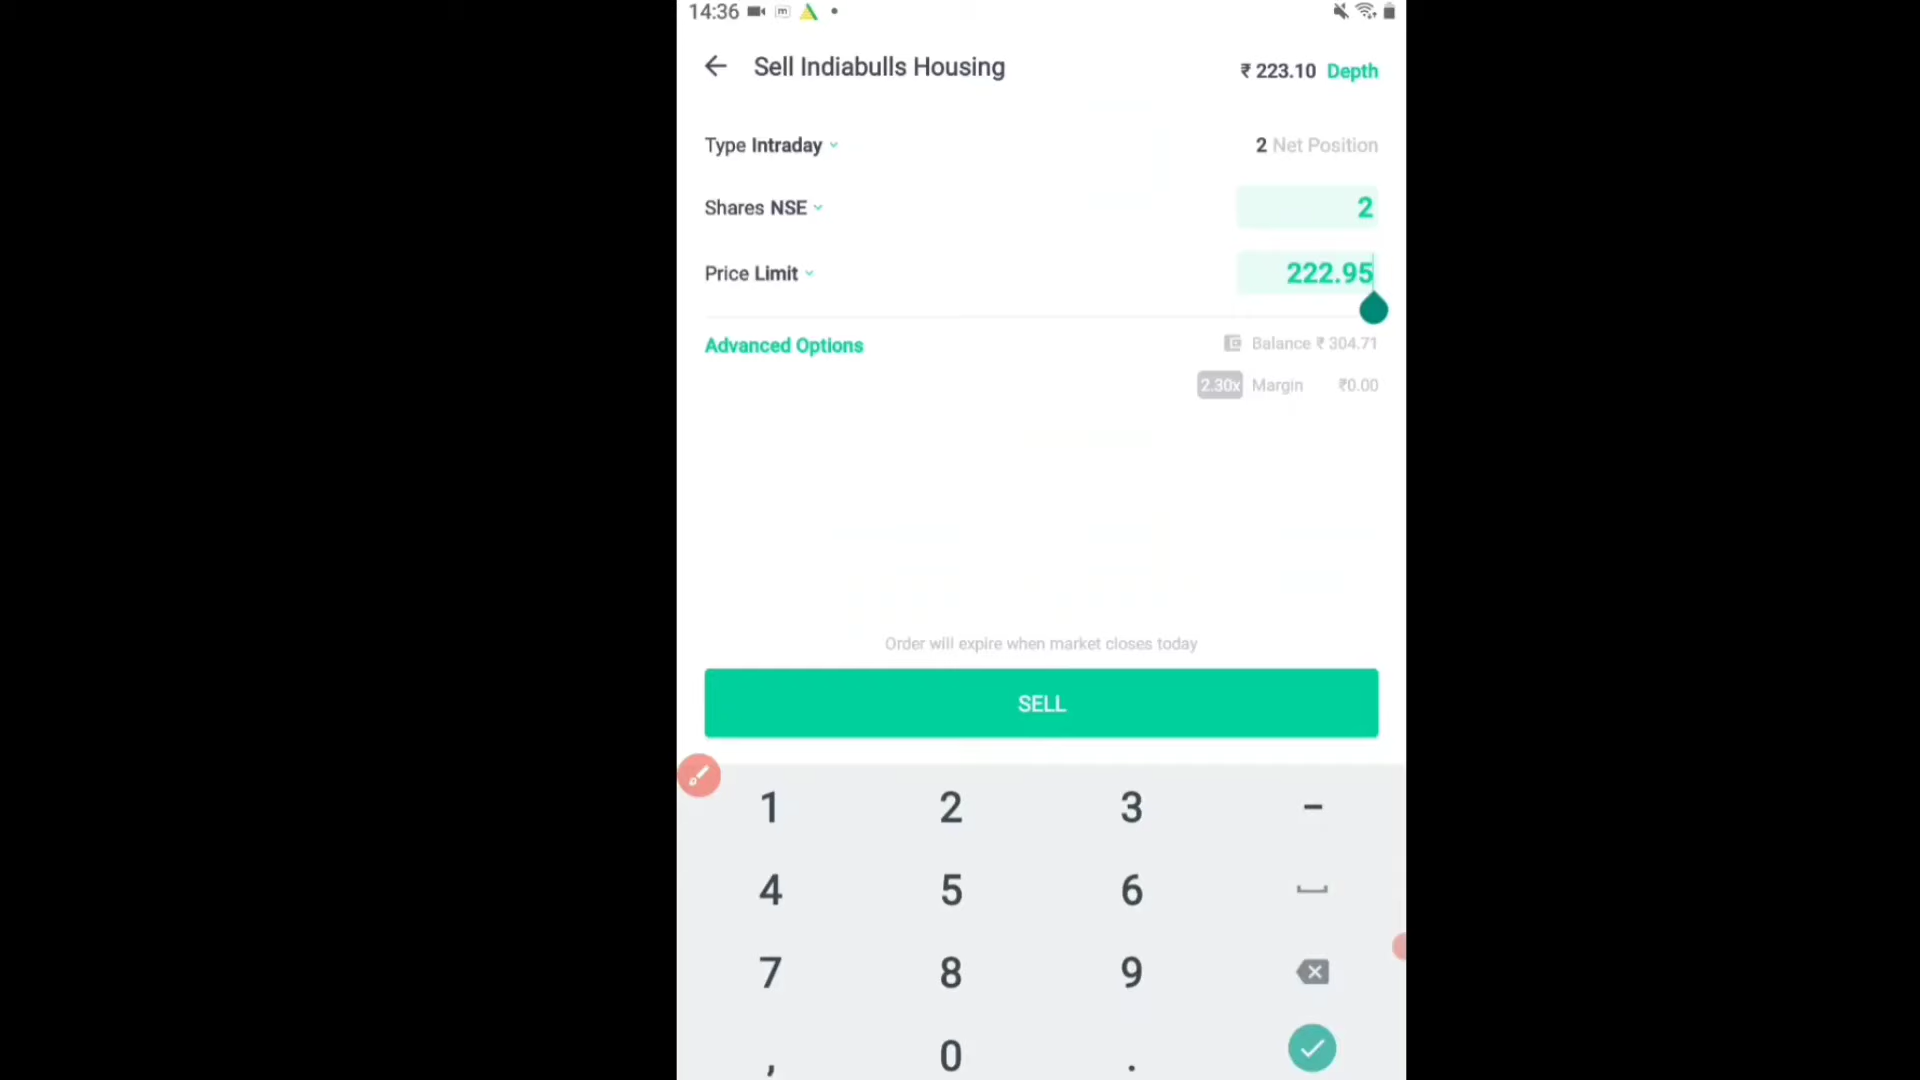 14:36
Sell Indiabulls Housing ₹ 223.10 Depth
Type Intraday 2 Net Position
Shares NSE 2
Price Limit 222.95
Advanced Options Balance ₹ 304.71
2.30x Margin ₹0.00
Order will expire when market closes today
SELL
1 2 3 -
4 5 6
7 8 9
, 0 .